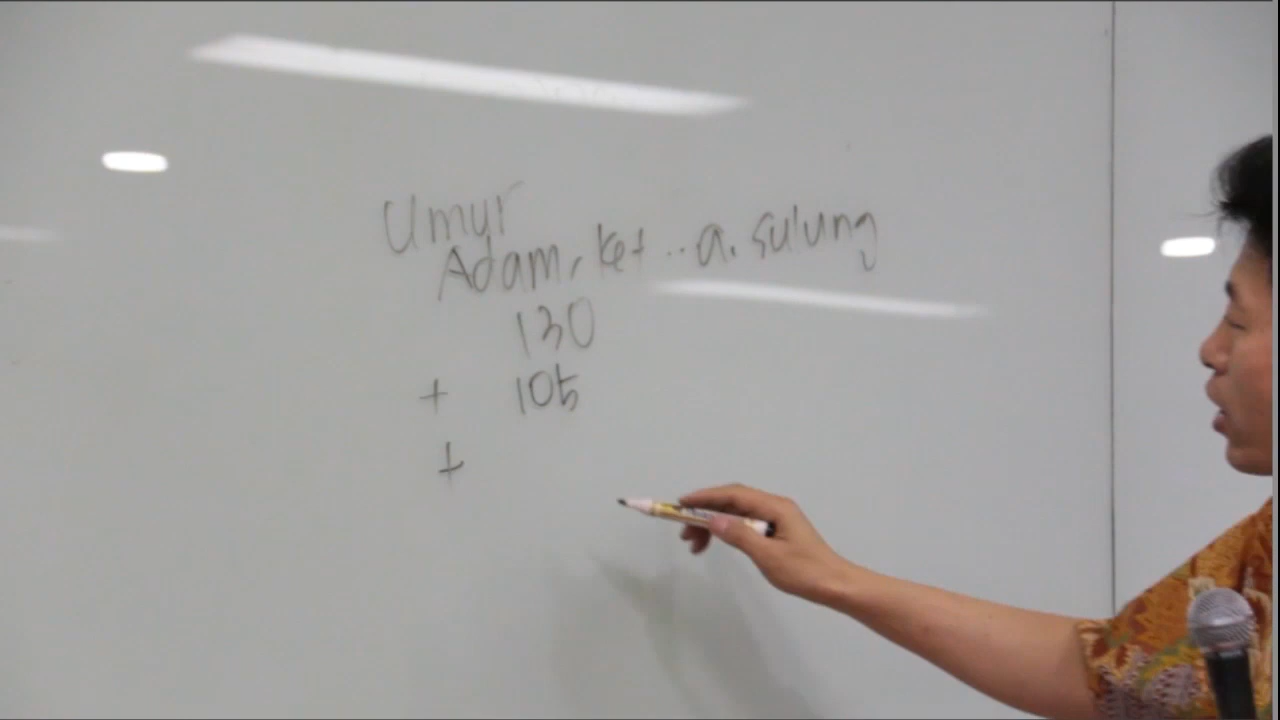 Umur
Adam, ket .. a. sulung
130
+ 105
+